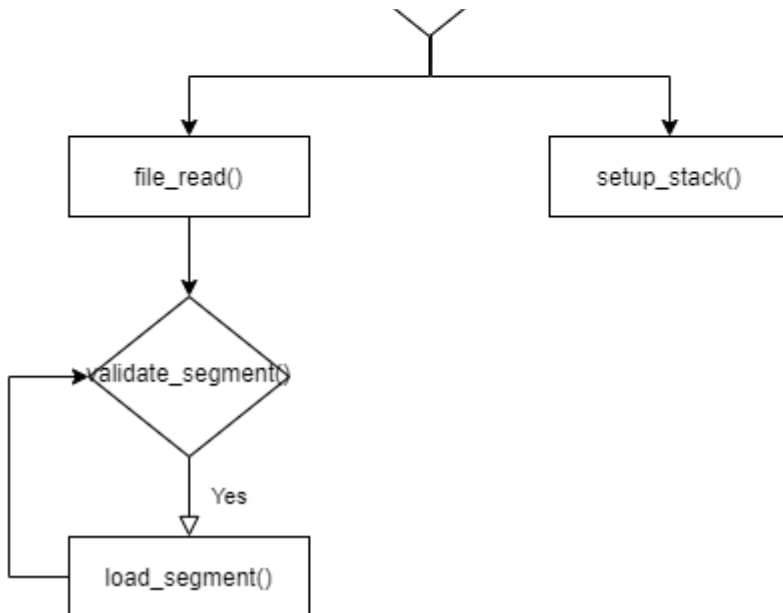 file_read()
setup_stack()
validate_segment()
Yes
load_segment()